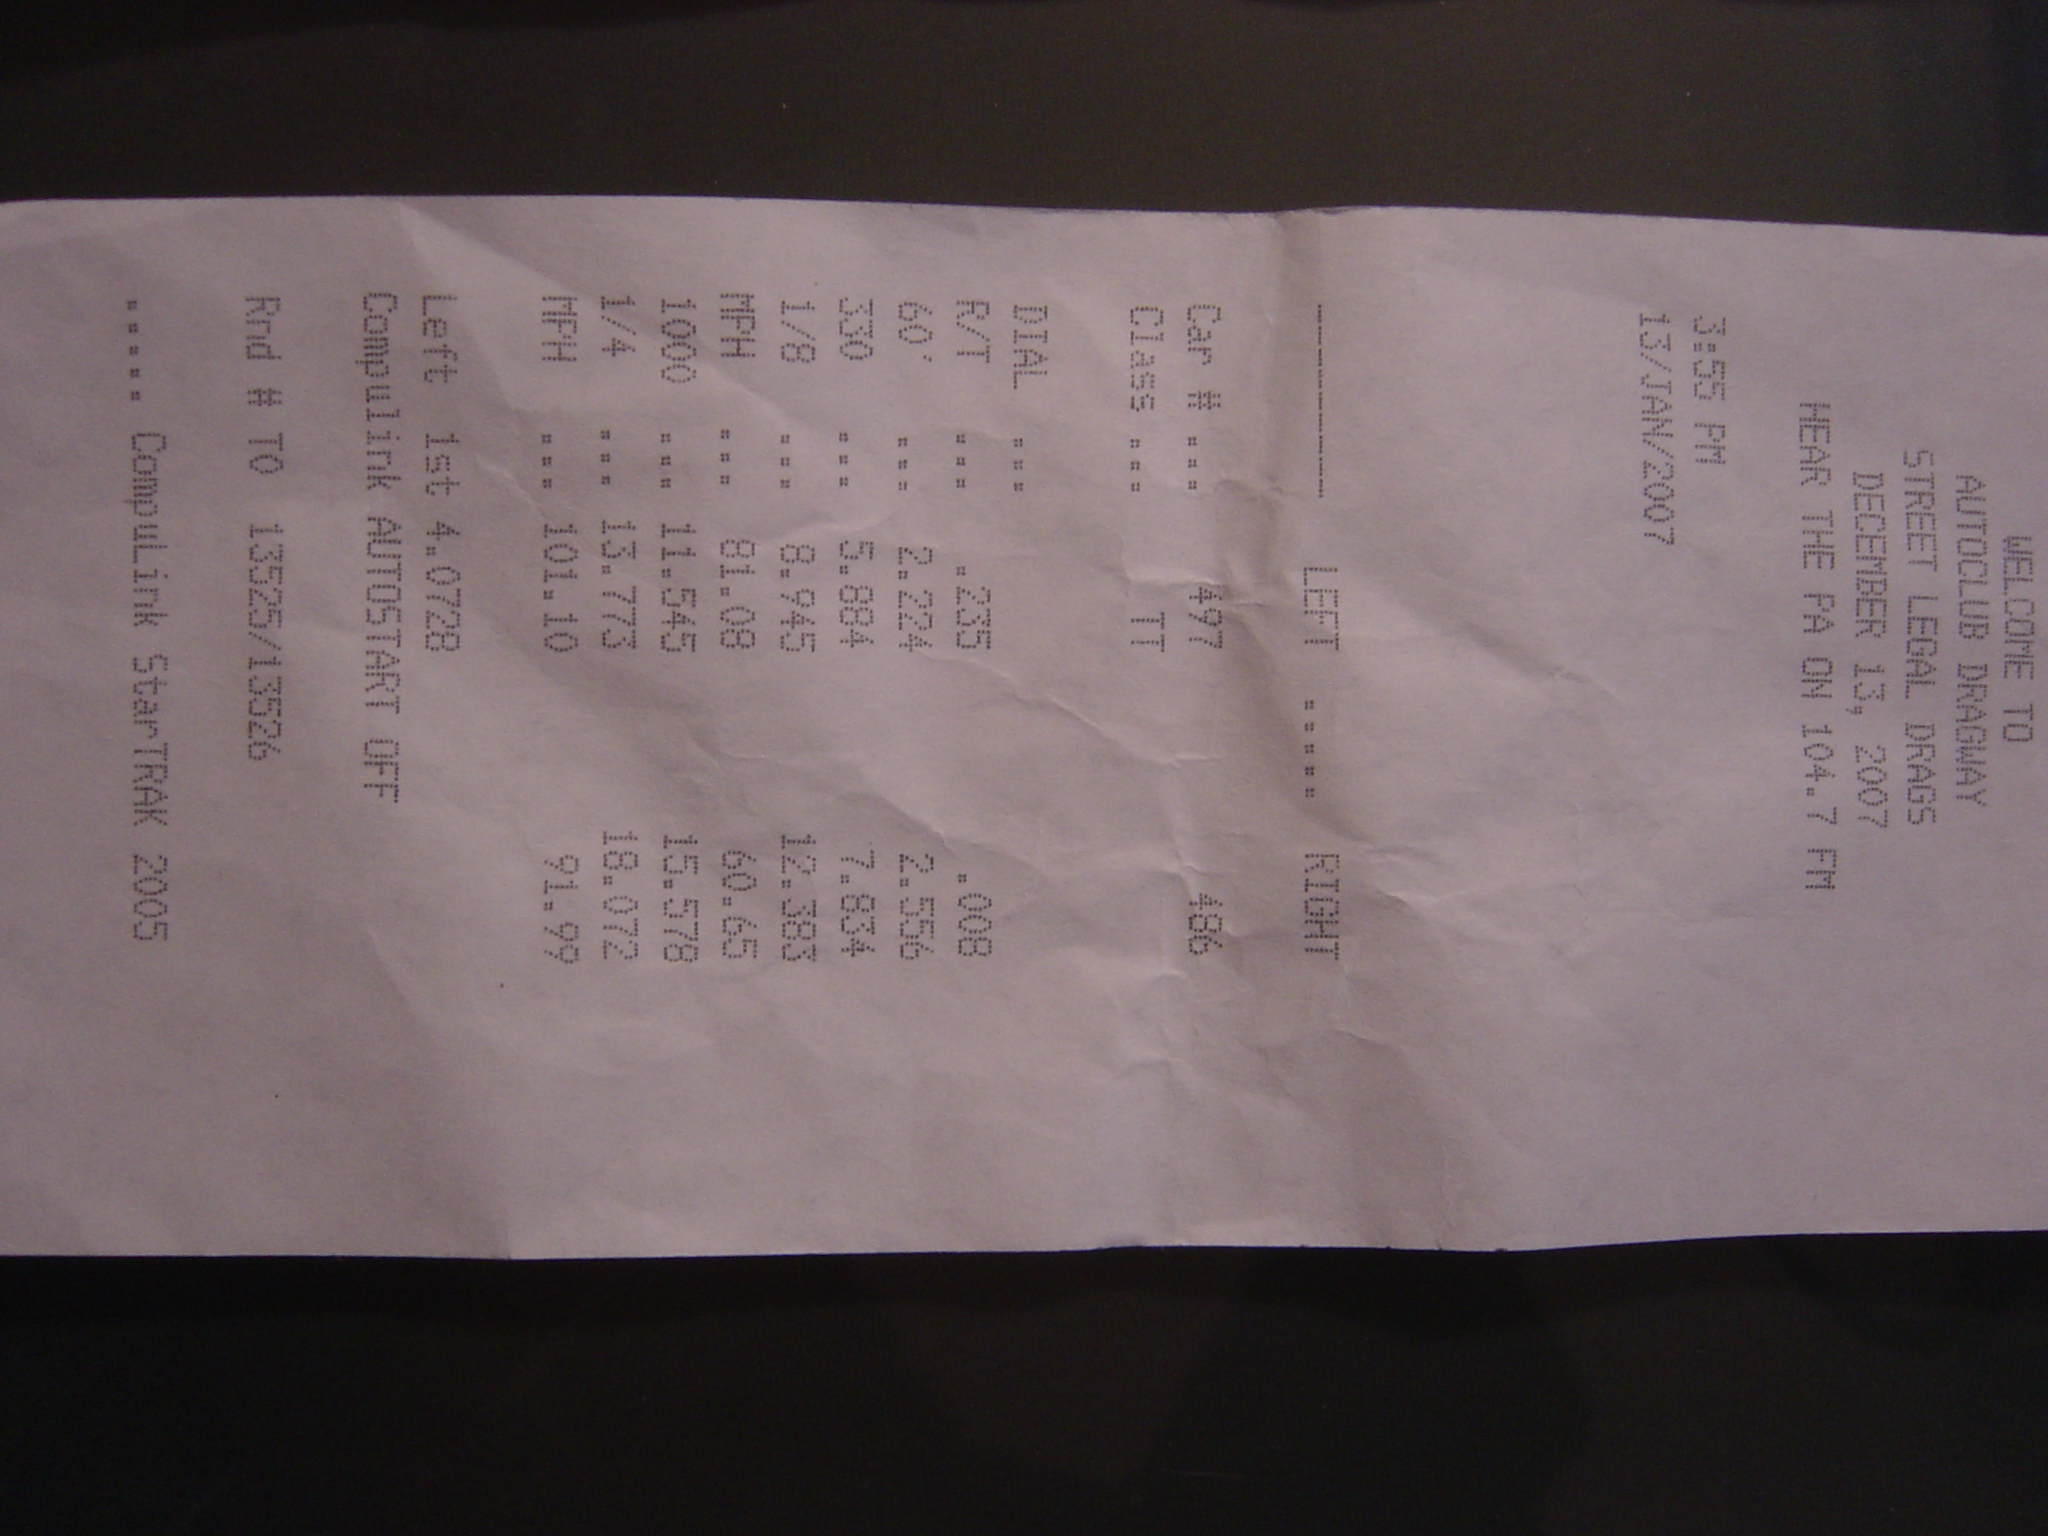 WELCOME TO
AUTOCLUB DRAGWAY
STREET LEGAL DRAGS
DECEMBER 13, 2007
HEAR THE PA ON 104.7 FM
3:55 PM
13/JAN/2007
---------- LEFT .... RIGHT
Car # ... 497 486
Class ... TT
DIAL ...
R/T ... .235 .008
60' ... 2.224 2.556
330 ... 5.884 7.834
1/8 ... 8.945 12.383
MPH ... 81.08 60.65
1000 ... 11.545 15.578
1/4 ... 13.773 18.072
MPH ... 101.10 91.99
Left 1st 4.0728
Compulink AUTOSTART OFF
Rnd # T0 13525/13526
..... CompuLink StarTRAK 2005